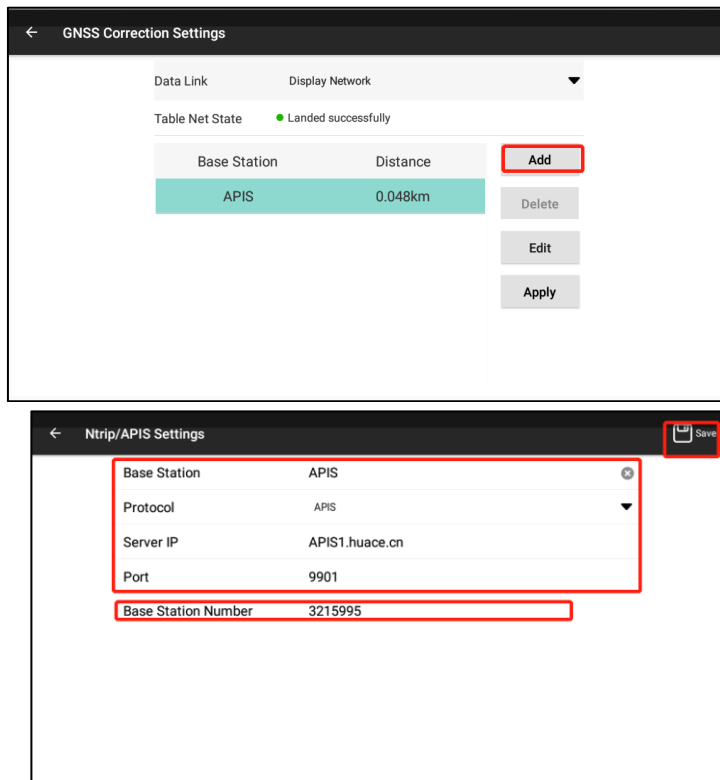 GNSS Correction Settings
Data Link Display Network
Table Net State Landed successfully
Base Station Distance Add
APIS 0.048km Delete
Edit
Apply
Ntrip/APIS Settings Save
Base Station APIS
Protocol APIS
Server IP APIS1.huace.cn
Port 9901
Base Station Number 3215995